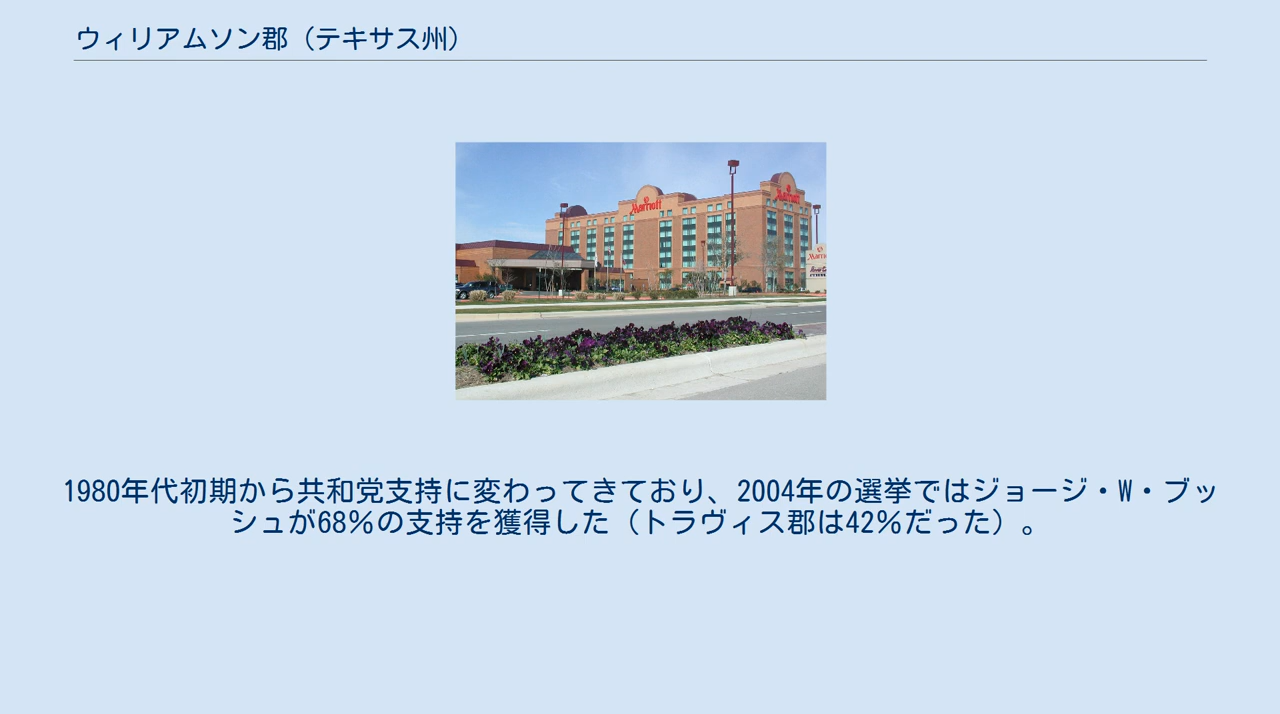 ウィリアムソン郡（テキサス州）
Marriott
Marriott
1980年代初期から共和党支持に変わってきており、2004年の選挙ではジョージ・W・ブッ
シュが68％の支持を獲得した（トラヴィス郡は42％だった）。